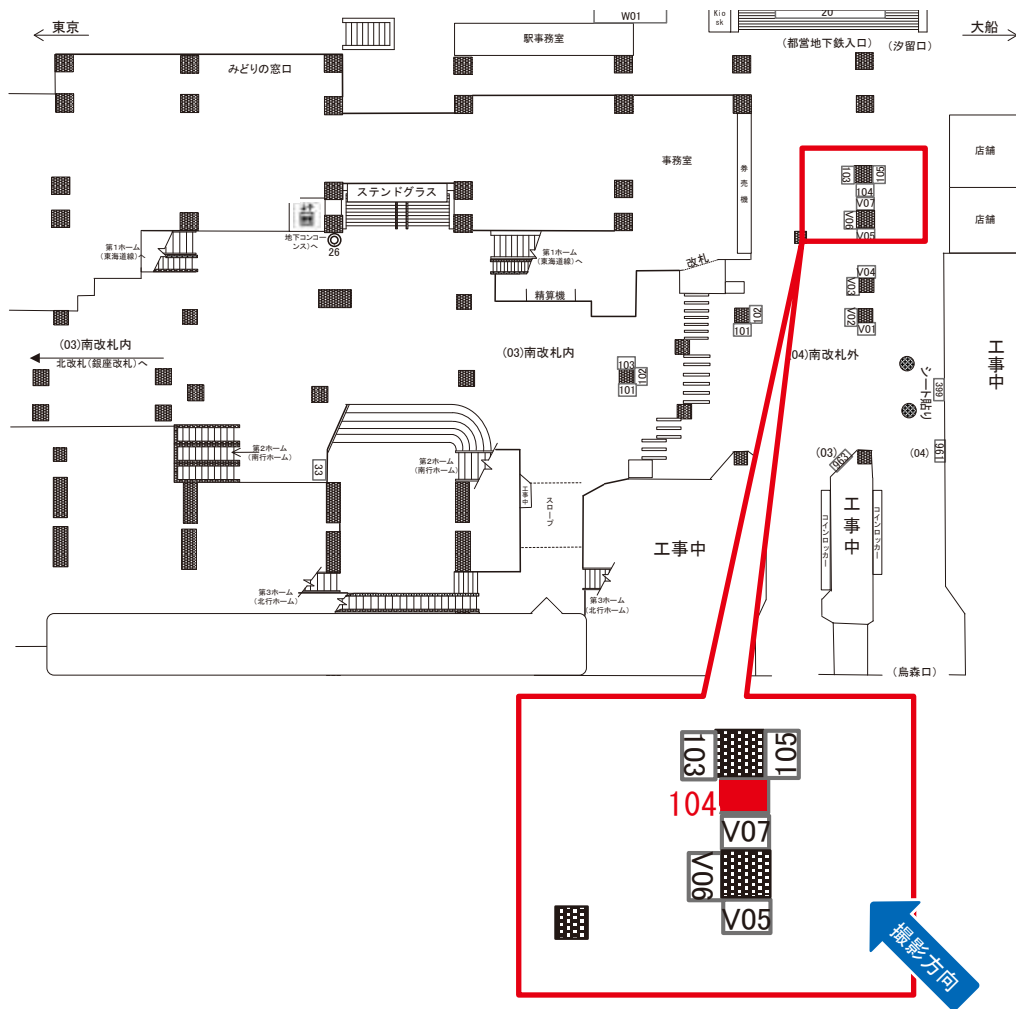 東京
W01
Kio
sk
20
大船
駅事務室
(都営地下鉄入口)
(汐留口)
みどりの窓口
事務室
券売機
店舗
103
105
104
V07
V06
V05
店舗
ステンドグラス
地下コンコー
ンス)へ
26
第1ホーム
(東海道線)へ
第1ホーム
(東海道線)へ
改札
精算機
V04
V03
V02
V01
102
101
(03)南改札内
北改札(銀座改札)へ
(03)南改札内
(04)南改札外
103
102
101
シート貼り
399
工事中
第2ホーム
(南行ホーム)
33
第2ホーム
(南行ホーム)
工事中
スロープ
(03)
963
(04)
961
工事中
コインロッカー
工事中
コインロッカー
第3ホーム
(北行ホーム)
第3ホーム
(北行ホーム)
(烏森口)
103
105
104
V07
V06
V05
撮影方向